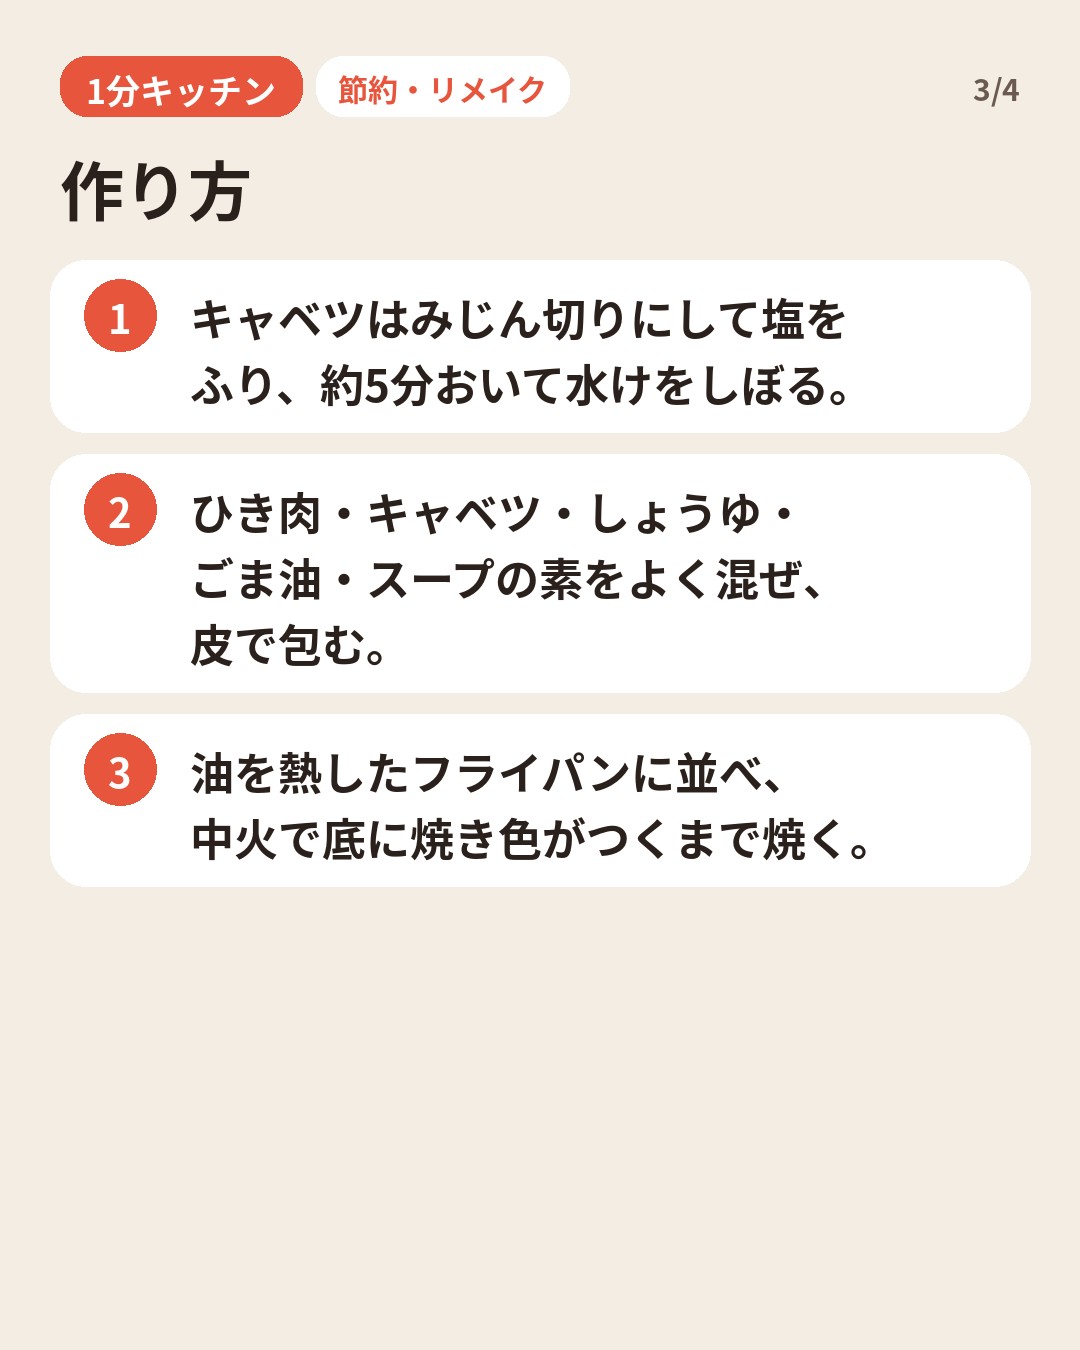 1分キッチン
節約・リメイク
3/4
作り方
1
キャベツはみじん切りにして塩を
ふり、約5分おいて水けをしぼる。
2
ひき肉・キャベツ・しょうゆ・
ごま油・スープの素をよく混ぜ、
皮で包む。
3
油を熱したフライパンに並べ、
中火で底に焼き色がつくまで焼く。